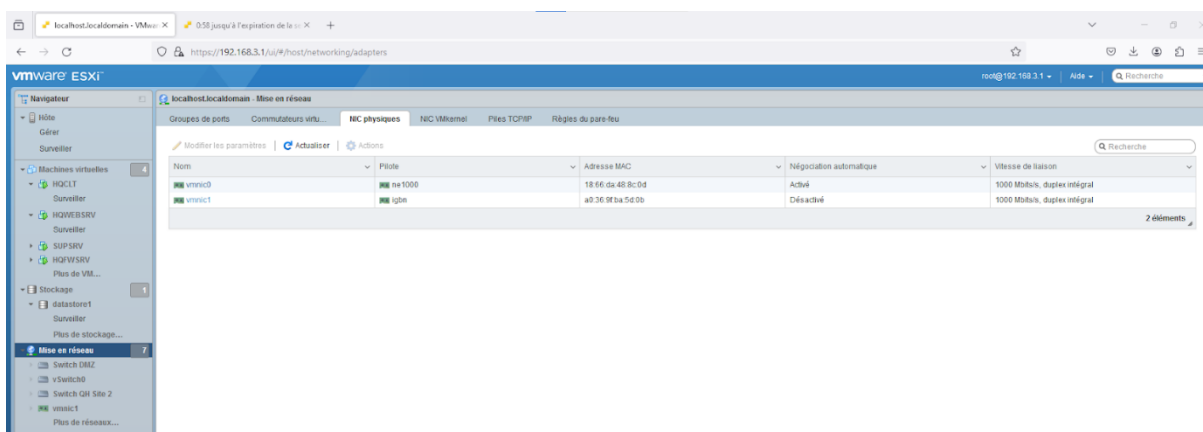 localhost.localdomain - VMwar
0:58 jusqu'à l'expiration de la se
https://192.168.3.1/ui/#/host/networking/adapters
vmware ESXi
root@192.168.3.1
Aide
Recherche
Navigateur
localhost.localdomain - Mise en réseau
Hôte
Gérer
Surveiller
Machines virtuelles 4
HQCLT
Surveiller
HQWEBSRV
Surveiller
SUPSRV
HQFWSRV
Plus de VM...
Stockage 1
datastore1
Surveiller
Plus de stockage...
Mise en réseau 7
Switch DMZ
vSwitch0
Switch QH Site 2
vmnic1
Plus de réseaux...
Groupes de ports Commutateurs virtu... NIC physiques NIC VMkernel Piles TCP/IP Règles du pare-feu
Modifier les paramètres Actualiser Actions
Recherche
Nom Pilote Adresse MAC Négociation automatique Vitesse de liaison
vmnic0 ne1000 18:66:da:48:8c:0d Activé 1000 Mbits/s, duplex intégral
vmnic1 igbn a0:36:9f:ba:5d:0b Désactivé 1000 Mbits/s, duplex intégral
2 éléments